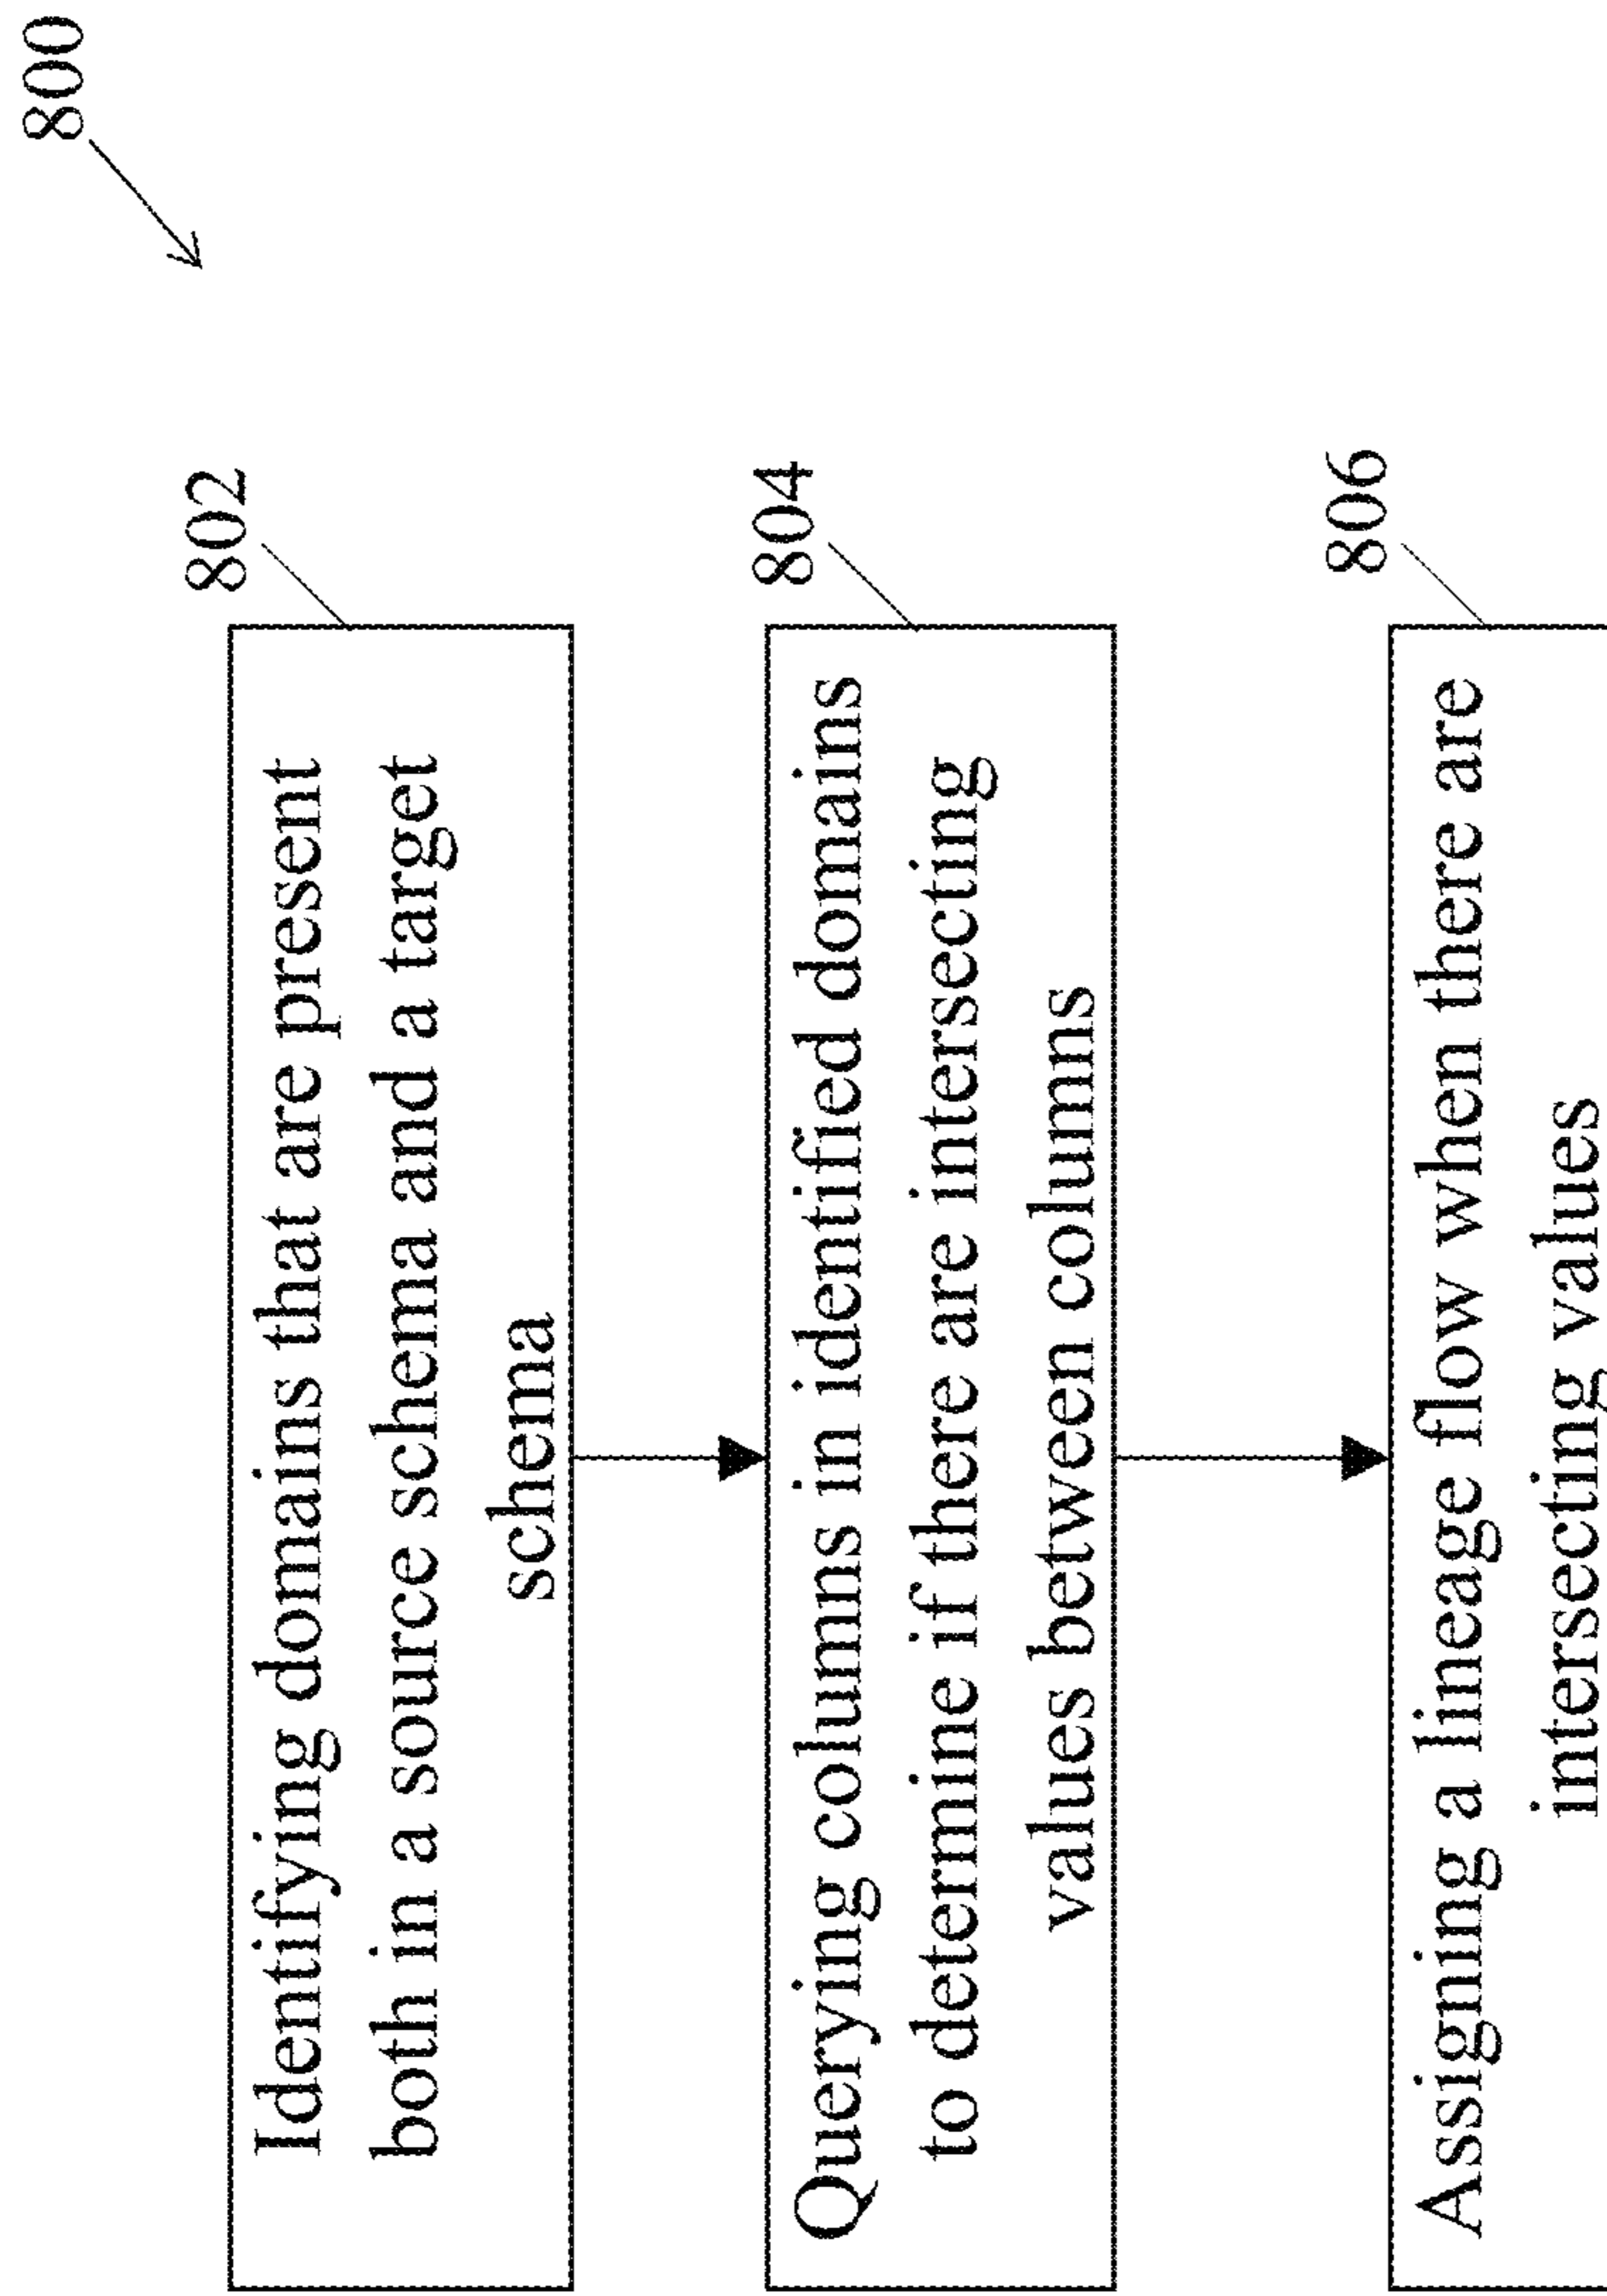 800
802
Identifying domains that are present
both in a source schema and a target
schema
804
Querying columns in identified domains
to determine if there are intersecting
values between columns
806
Assigning a lineage flow when there are
intersecting values